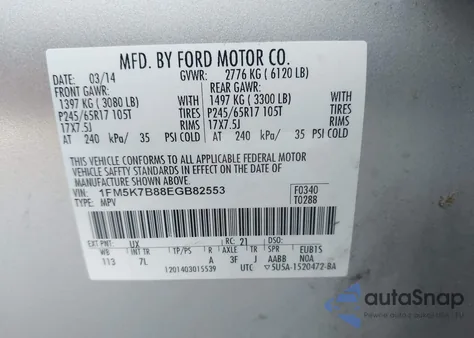 MFD. BY FORD MOTOR CO.
DATE: 03/14 GVWR: 2776 KG ( 6120 LB)
FRONT GAWR: REAR GAWR:
1397 KG ( 3080 LB) WITH 1497 KG ( 3300 LB) WITH
P245/65R17 105T TIRES P245/65R17 105T TIRES
17X7.5J RIMS 17X7.5J RIMS
AT 240 kPa/ 35 PSI COLD AT 240 kPa/ 35 PSI COLD
THIS VEHICLE CONFORMS TO ALL APPLICABLE FEDERAL MOTOR
VEHICLE SAFETY STANDARDS IN EFFECT ON THE DATE OF
MANUFACTURE SHOWN ABOVE.
VIN: 1FM5K7B88EGB82553 F0340
TYPE: MPV T0288
EXT PNT: UX RC: 21 DSO:
WB INT TR TP/PS R AXLE TR SPR EUB1S
113 7L A 3F J AABB N0A
1201403015539 UTC 5U5A-1520472-BA
autoSnap